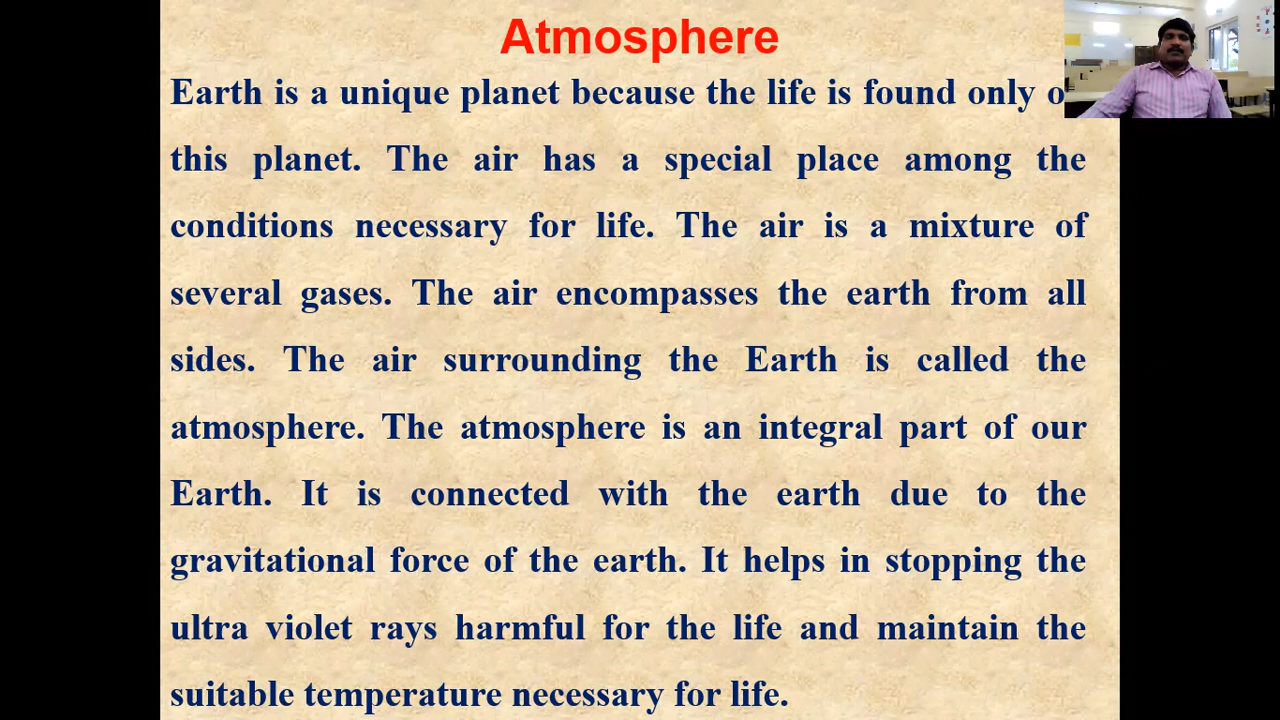 Atmosphere
Earth is a unique planet because the life is found only
this planet. The air has a special place among the
conditions necessary for life. The air is a mixture of
several gases. The air encompasses the earth from all
sides. The air surrounding the Earth is called the
atmosphere. The atmosphere is an integral part of our
Earth. It is connected with the earth due to the
gravitational force of the earth. It helps in stopping the
ultra violet rays harmful for the life and maintain the
suitable temperature necessary for life.